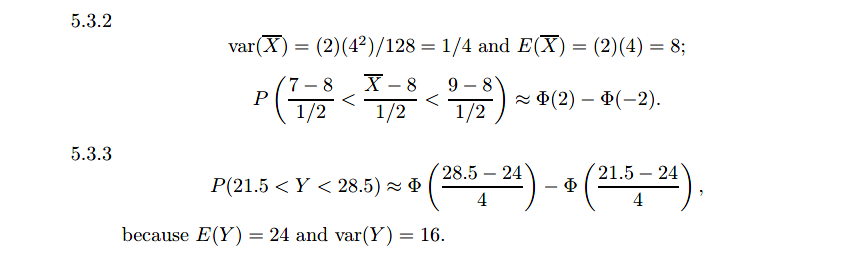 5.3.2
var(X̅) = (2)(4²)/128 = 1/4 and E(X̅) = (2)(4) = 8;
P ( (7 − 8)/(1/2) < (X̅ − 8)/(1/2) < (9 − 8)/(1/2) ) ≈ Φ(2) − Φ(−2).
5.3.3
P(21.5 < Y < 28.5) ≈ Φ ( (28.5 − 24)/4 ) − Φ ( (21.5 − 24)/4 ) ,
because E(Y) = 24 and var(Y) = 16.